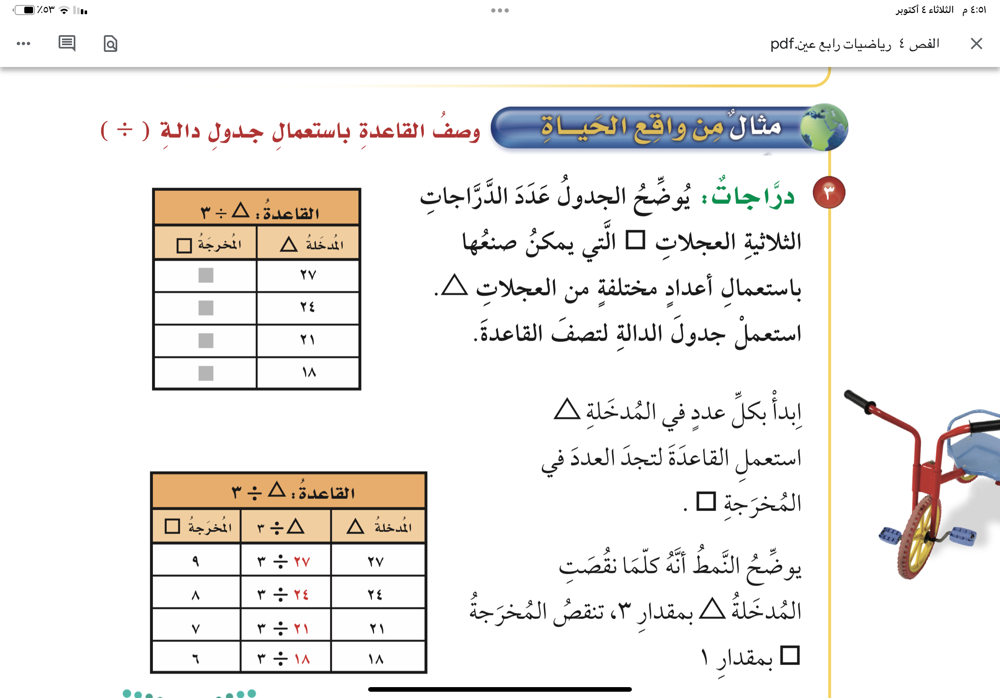 ٤:٥١ م الثلاثاء ٤ أكتوبر
٥٣٪
الفص ٤ رياضيات رابع عين.pdf
مثالٌ مِن واقِع الحَيـاةِ
وصفُ القاعدةِ باستعمالِ جـدولِ دالـةِ ( ÷ )
٣
درَّاجاتٌ: يُوضِّحُ الجدولُ عَدَدَ الدَّرَّاجاتِ
الثلاثيةِ العجلاتِ □ الَّتي يمكنُ صنعُها
باستعمالِ أعدادٍ مختلفةٍ من العجلاتِ △.
استعملْ جدولَ الدالةِ لتصفَ القاعدةَ.
القاعدةُ: △ ÷ ٣
المُدخَلةُ △ المُخرجَةُ □
٢٧
٢٤
٢١
١٨
اِبدأْ بكلِّ عددٍ في المُدخَلةِ △
استعملِ القاعدَةَ لتجدَ العددَ في
المُخرَجةِ □ .
يوضِّحُ النَّمطُ أنَّهُ كلّمَا نقُصَتِ
المُدخَلةُ △ بمقدارِ ٣، تنقصُ المُخرَجةُ
□ بمقدارِ ١
القاعدةُ: △ ÷ ٣
المُدخلةُ △ △ ÷ ٣ المُخرَجةُ □
٢٧ ٢٧ ÷ ٣ ٩
٢٤ ٢٤ ÷ ٣ ٨
٢١ ٢١ ÷ ٣ ٧
١٨ ١٨ ÷ ٣ ٦